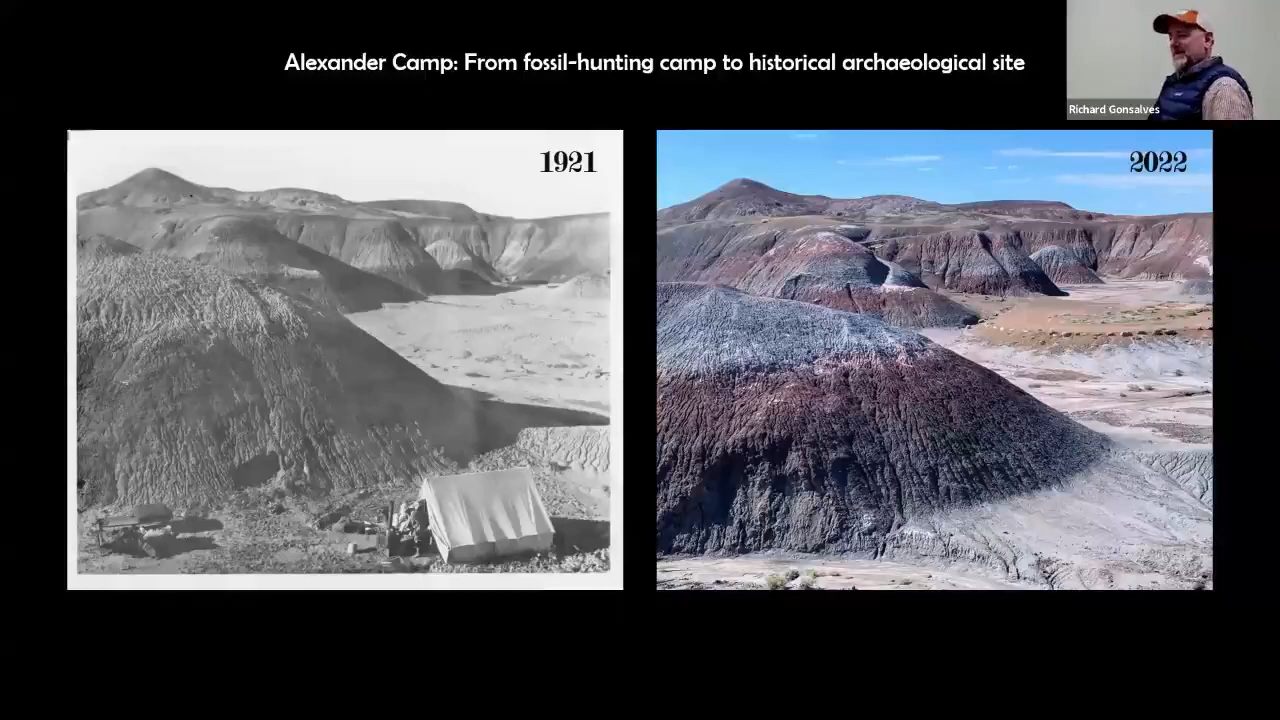 Alexander Camp: From fossil-hunting camp to historical archaeological site
Richard Gonsalves
1921
2022